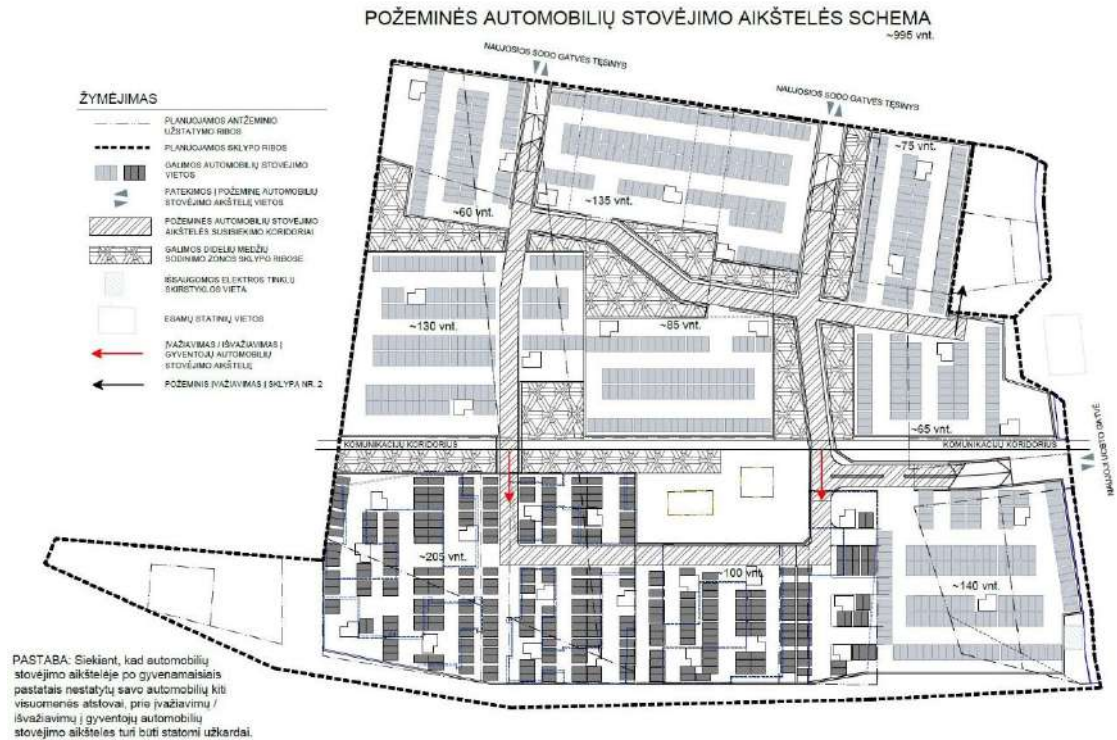 POŽEMINĖS AUTOMOBILIŲ STOVĖJIMO AIKŠTELĖS SCHEMA
~995 vnt.
NAUJOSIOS SODO GATVĖS TĘSINYS
NAUJOSIOS SODO GATVĖS TĘSINYS
ŽYMĖJIMAS
PLANUOJAMOS ANTŽEMINIO
UŽSTATYMO RIBOS
PLANUOJAMOS SKLYPO RIBOS
GALIMOS AUTOMOBILIŲ STOVĖJIMO
VIETOS
PATEKIMOS Į POŽEMINĘ AUTOMOBILIŲ
STOVĖJIMO AIKŠTELĘ VIETOS
POŽEMINĖS AUTOMOBILIŲ STOVĖJIMO
AIKŠTELĖS SUSISIEKIMO KORIDORIAI
GALIMOS DIDELIŲ MEDŽIŲ
SODINIMO ZONOS SKLYPO RIBOSE
IŠSAUGOMOS ELEKTROS TINKLŲ
SKIRSTYKLOS VIETA
ESAMŲ STATINIŲ VIETOS
ĮVAŽIAVIMAS / IŠVAŽIAVIMAS Į
GYVENTOJŲ AUTOMOBILIŲ
STOVĖJIMO AIKŠTELĘ
POŽEMINIS ĮVAŽIAVIMAS Į SKLYPĄ NR. 2
~75 vnt.
~60 vnt.
~135 vnt.
~130 vnt.
~85 vnt.
~65 vnt.
KOMUNIKACIJŲ KORIDORIUS
KOMUNIKACIJŲ KORIDORIUS
NAUJOJI UOSTO GATVĖ
~205 vnt.
~100 vnt.
~140 vnt.
PASTABA: Siekiant, kad automobilių
stovėjimo aikštelėje po gyvenamaisiais
pastatais nestatytų savo automobilių kiti
visuomenės atstovai, prie įvažiavimų /
išvažiavimų į gyventojų automobilių
stovėjimo aikšteles turi būti statomi užkardai.